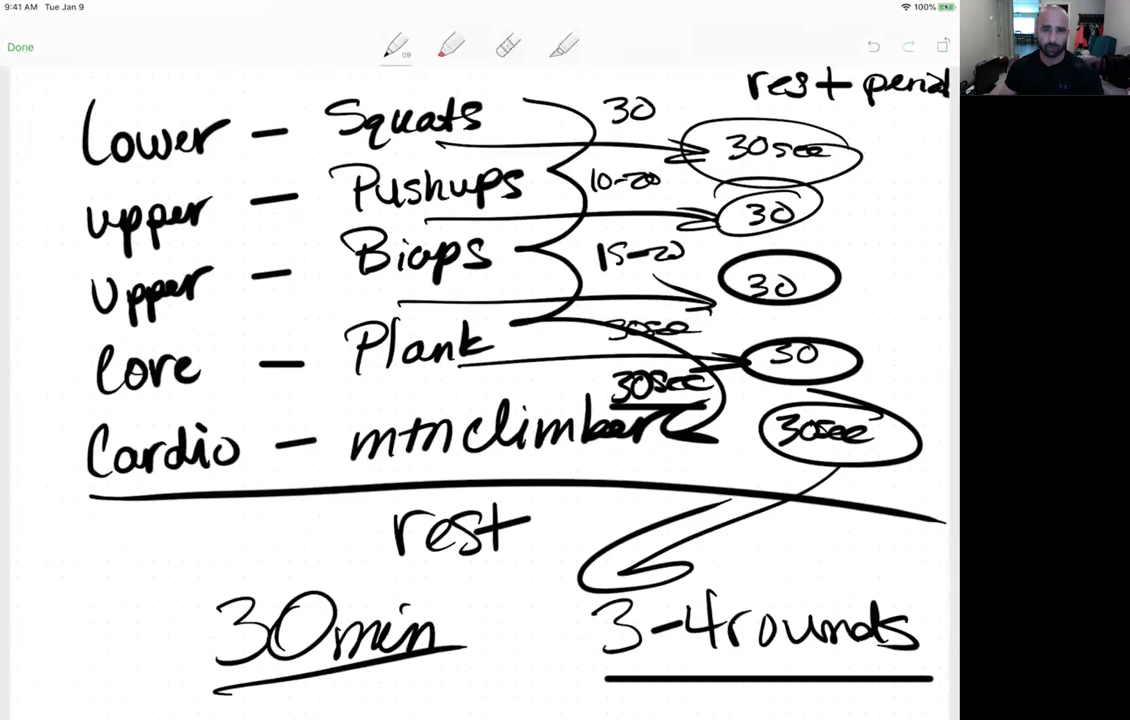 9:41 AM Tue Jan 9
100%
Done
09
rest period
Lower - Squats 30 30sec
upper - Pushups 10-20 30
Upper - Biceps 15-20 30
30sec
Core - Plank 30sec 30
Cardio - mtnclimber 30sec
rest
30min 3-4rounds